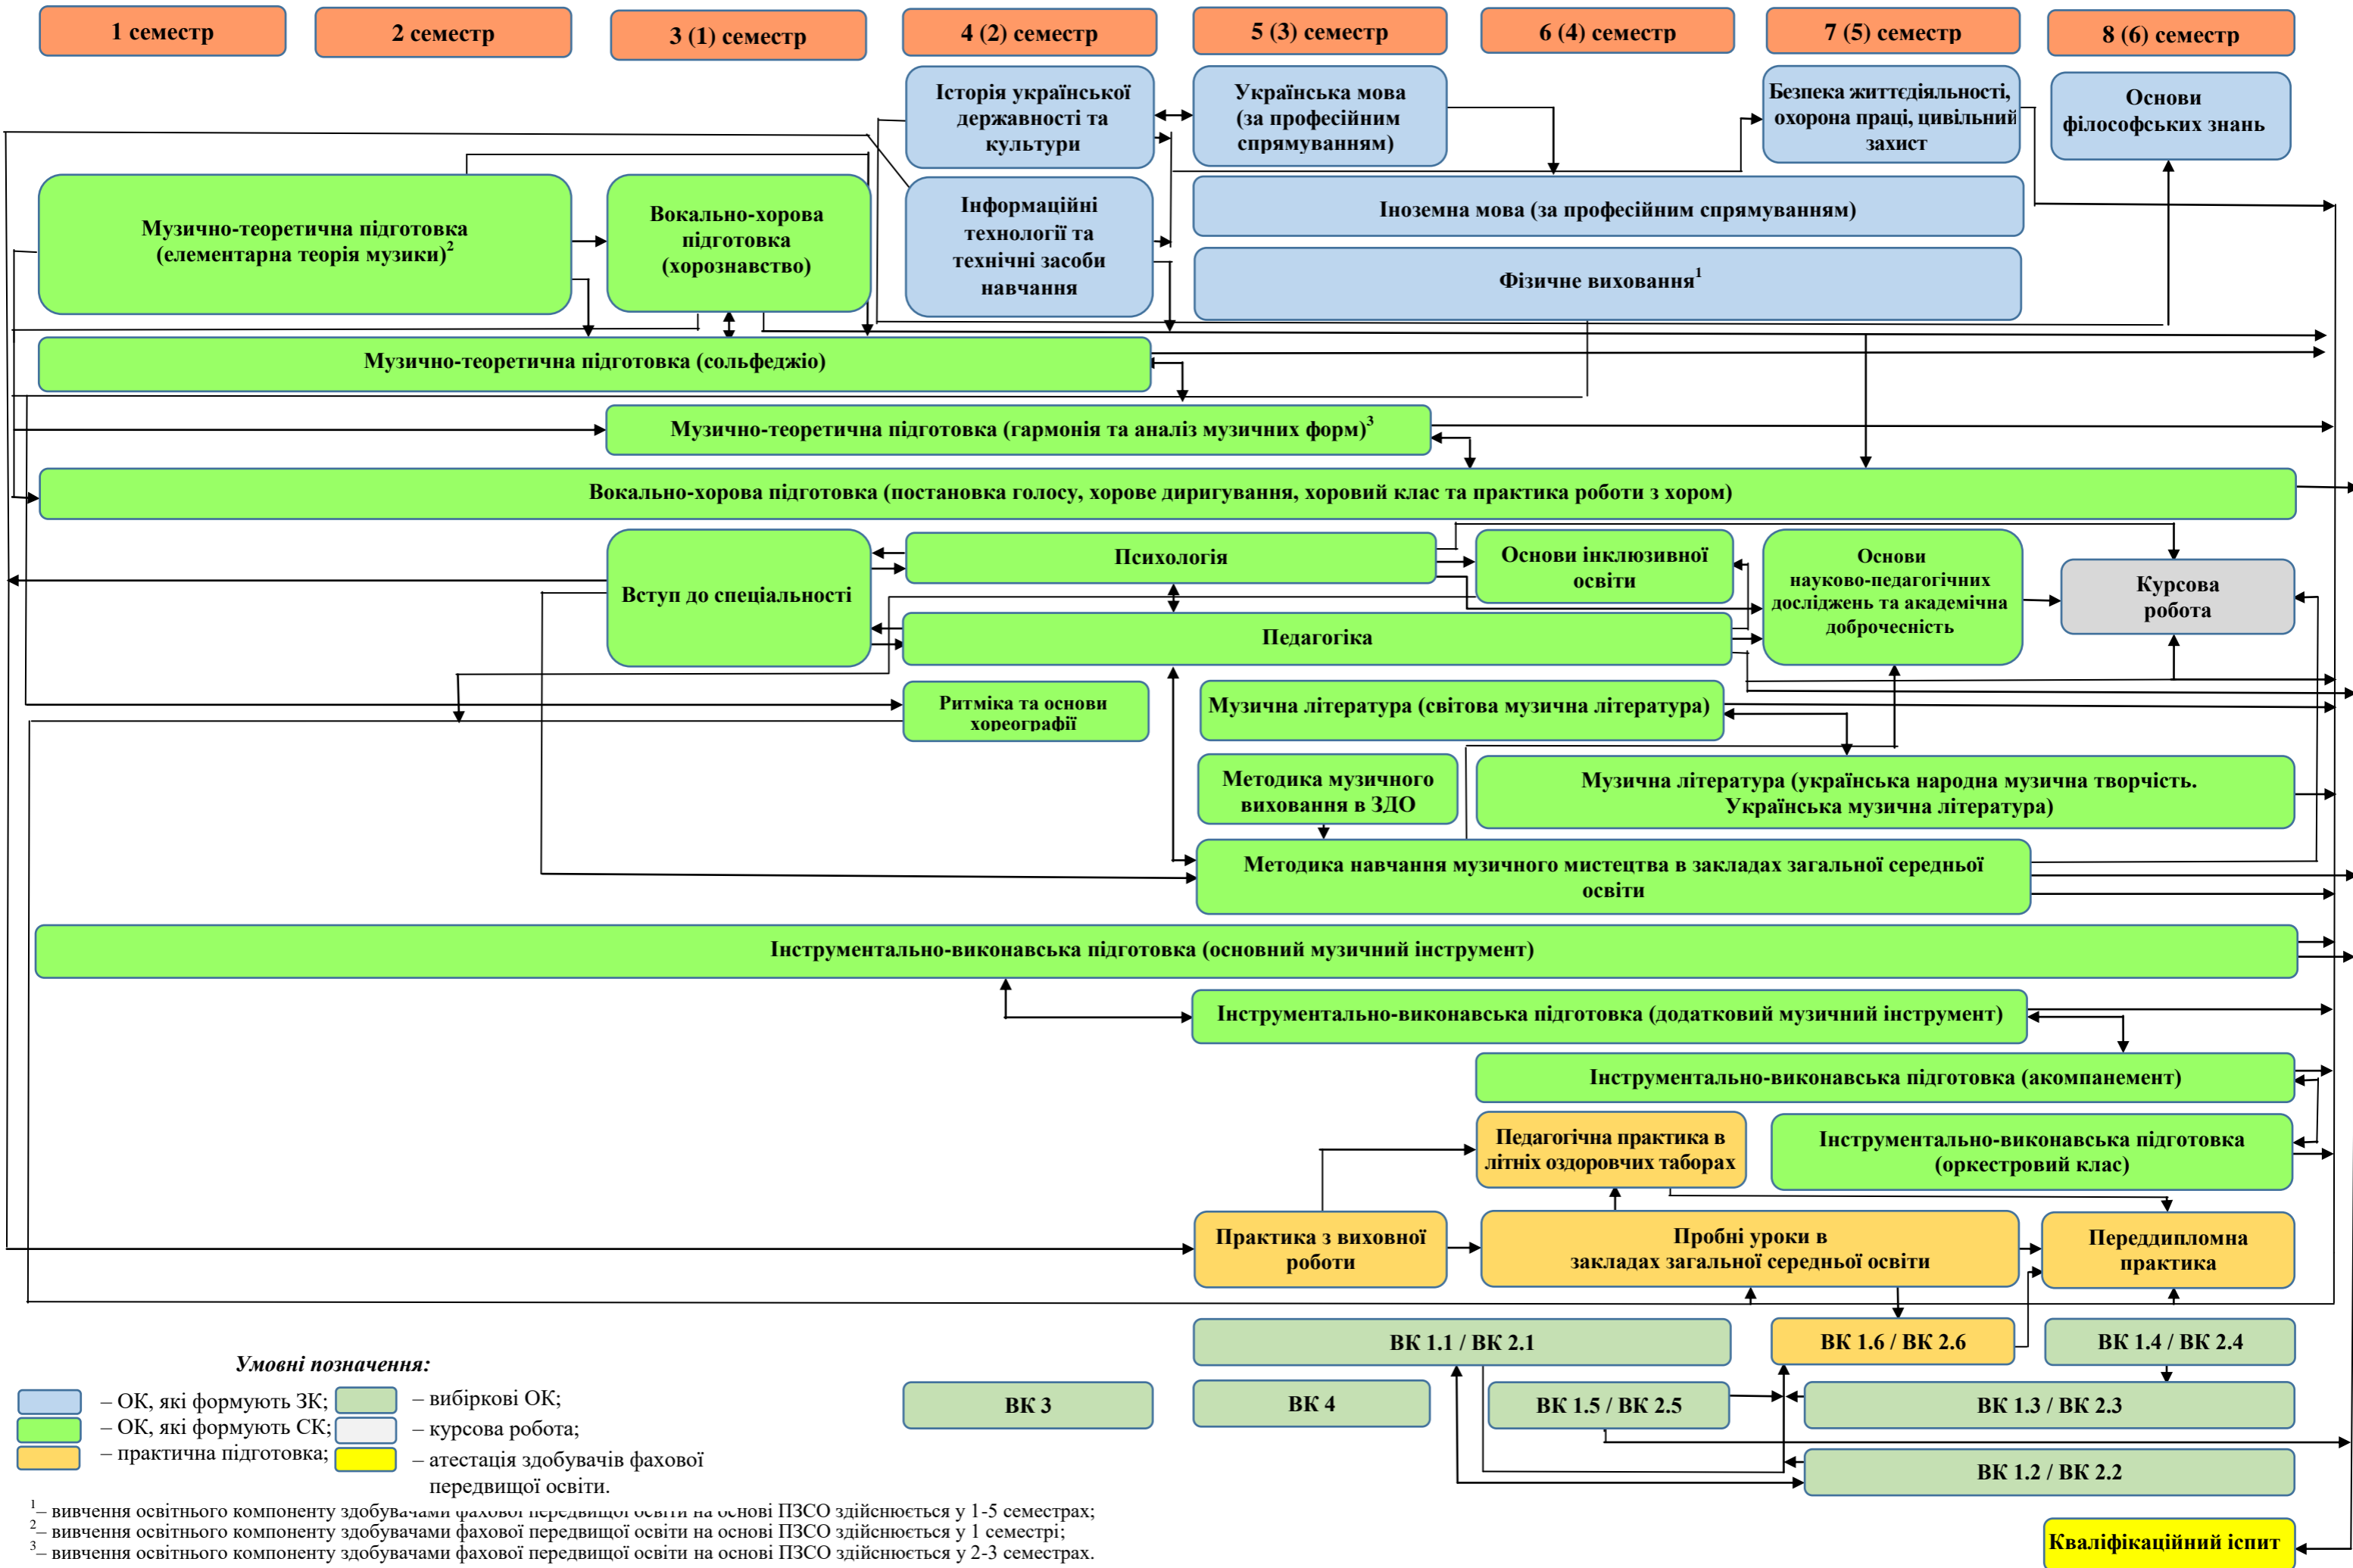 1 семестр
2 семестр
3 (1) семестр
4 (2) семестр
5 (3) семестр
6 (4) семестр
7 (5) семестр
8 (6) семестр
Історія української
державності та
культури
Українська мова
(за професійним
спрямуванням)
Безпека життєдіяльності,
охорона праці, цивільний
захист
Основи
філософських знань
Музично-теоретична підготовка
(елементарна теорія музики)2
Вокально-хорова
підготовка
(хорознавство)
Інформаційні
технології та
технічні засоби
навчання
Іноземна мова (за професійним спрямуванням)
Фізичне виховання1
Музично-теоретична підготовка (сольфеджіо)
Музично-теоретична підготовка (гармонія та аналіз музичних форм)3
Вокально-хорова підготовка (постановка голосу, хорове диригування, хоровий клас та практика роботи з хором)
Вступ до спеціальності
Психологія
Основи інклюзивної
освіти
Основи
науково-педагогічних
досліджень та академічна
доброчесність
Курсова
робота
Педагогіка
Ритміка та основи
хореографії
Музична література (світова музична література)
Методика музичного
виховання в ЗДО
Музична література (українська народна музична творчість.
Українська музична література)
Методика навчання музичного мистецтва в закладах загальної середньої
освіти
Інструментально-виконавська підготовка (основний музичний інструмент)
Інструментально-виконавська підготовка (додатковий музичний інструмент)
Інструментально-виконавська підготовка (акомпанемент)
Педагогічна практика в
літніх оздоровчих таборах
Інструментально-виконавська підготовка
(оркестровий клас)
Практика з виховної
роботи
Пробні уроки в
закладах загальної середньої освіти
Переддипломна
практика
ВК 1.1 / ВК 2.1
ВК 1.6 / ВК 2.6
ВК 1.4 / ВК 2.4
ВК 3
ВК 4
ВК 1.5 / ВК 2.5
ВК 1.3 / ВК 2.3
ВК 1.2 / ВК 2.2
Кваліфікаційний іспит
Умовні позначення:
– ОК, які формують ЗК;
– ОК, які формують СК;
– практична підготовка;
– вибіркові ОК;
– курсова робота;
– атестація здобувачів фахової
передвищої освіти.
1– вивчення освітнього компоненту здобувачами фахової передвищої освіти на основі ПЗСО здійснюється у 1-5 семестрах;
2– вивчення освітнього компоненту здобувачами фахової передвищої освіти на основі ПЗСО здійснюється у 1 семестрі;
3– вивчення освітнього компоненту здобувачами фахової передвищої освіти на основі ПЗСО здійснюється у 2-3 семестрах.